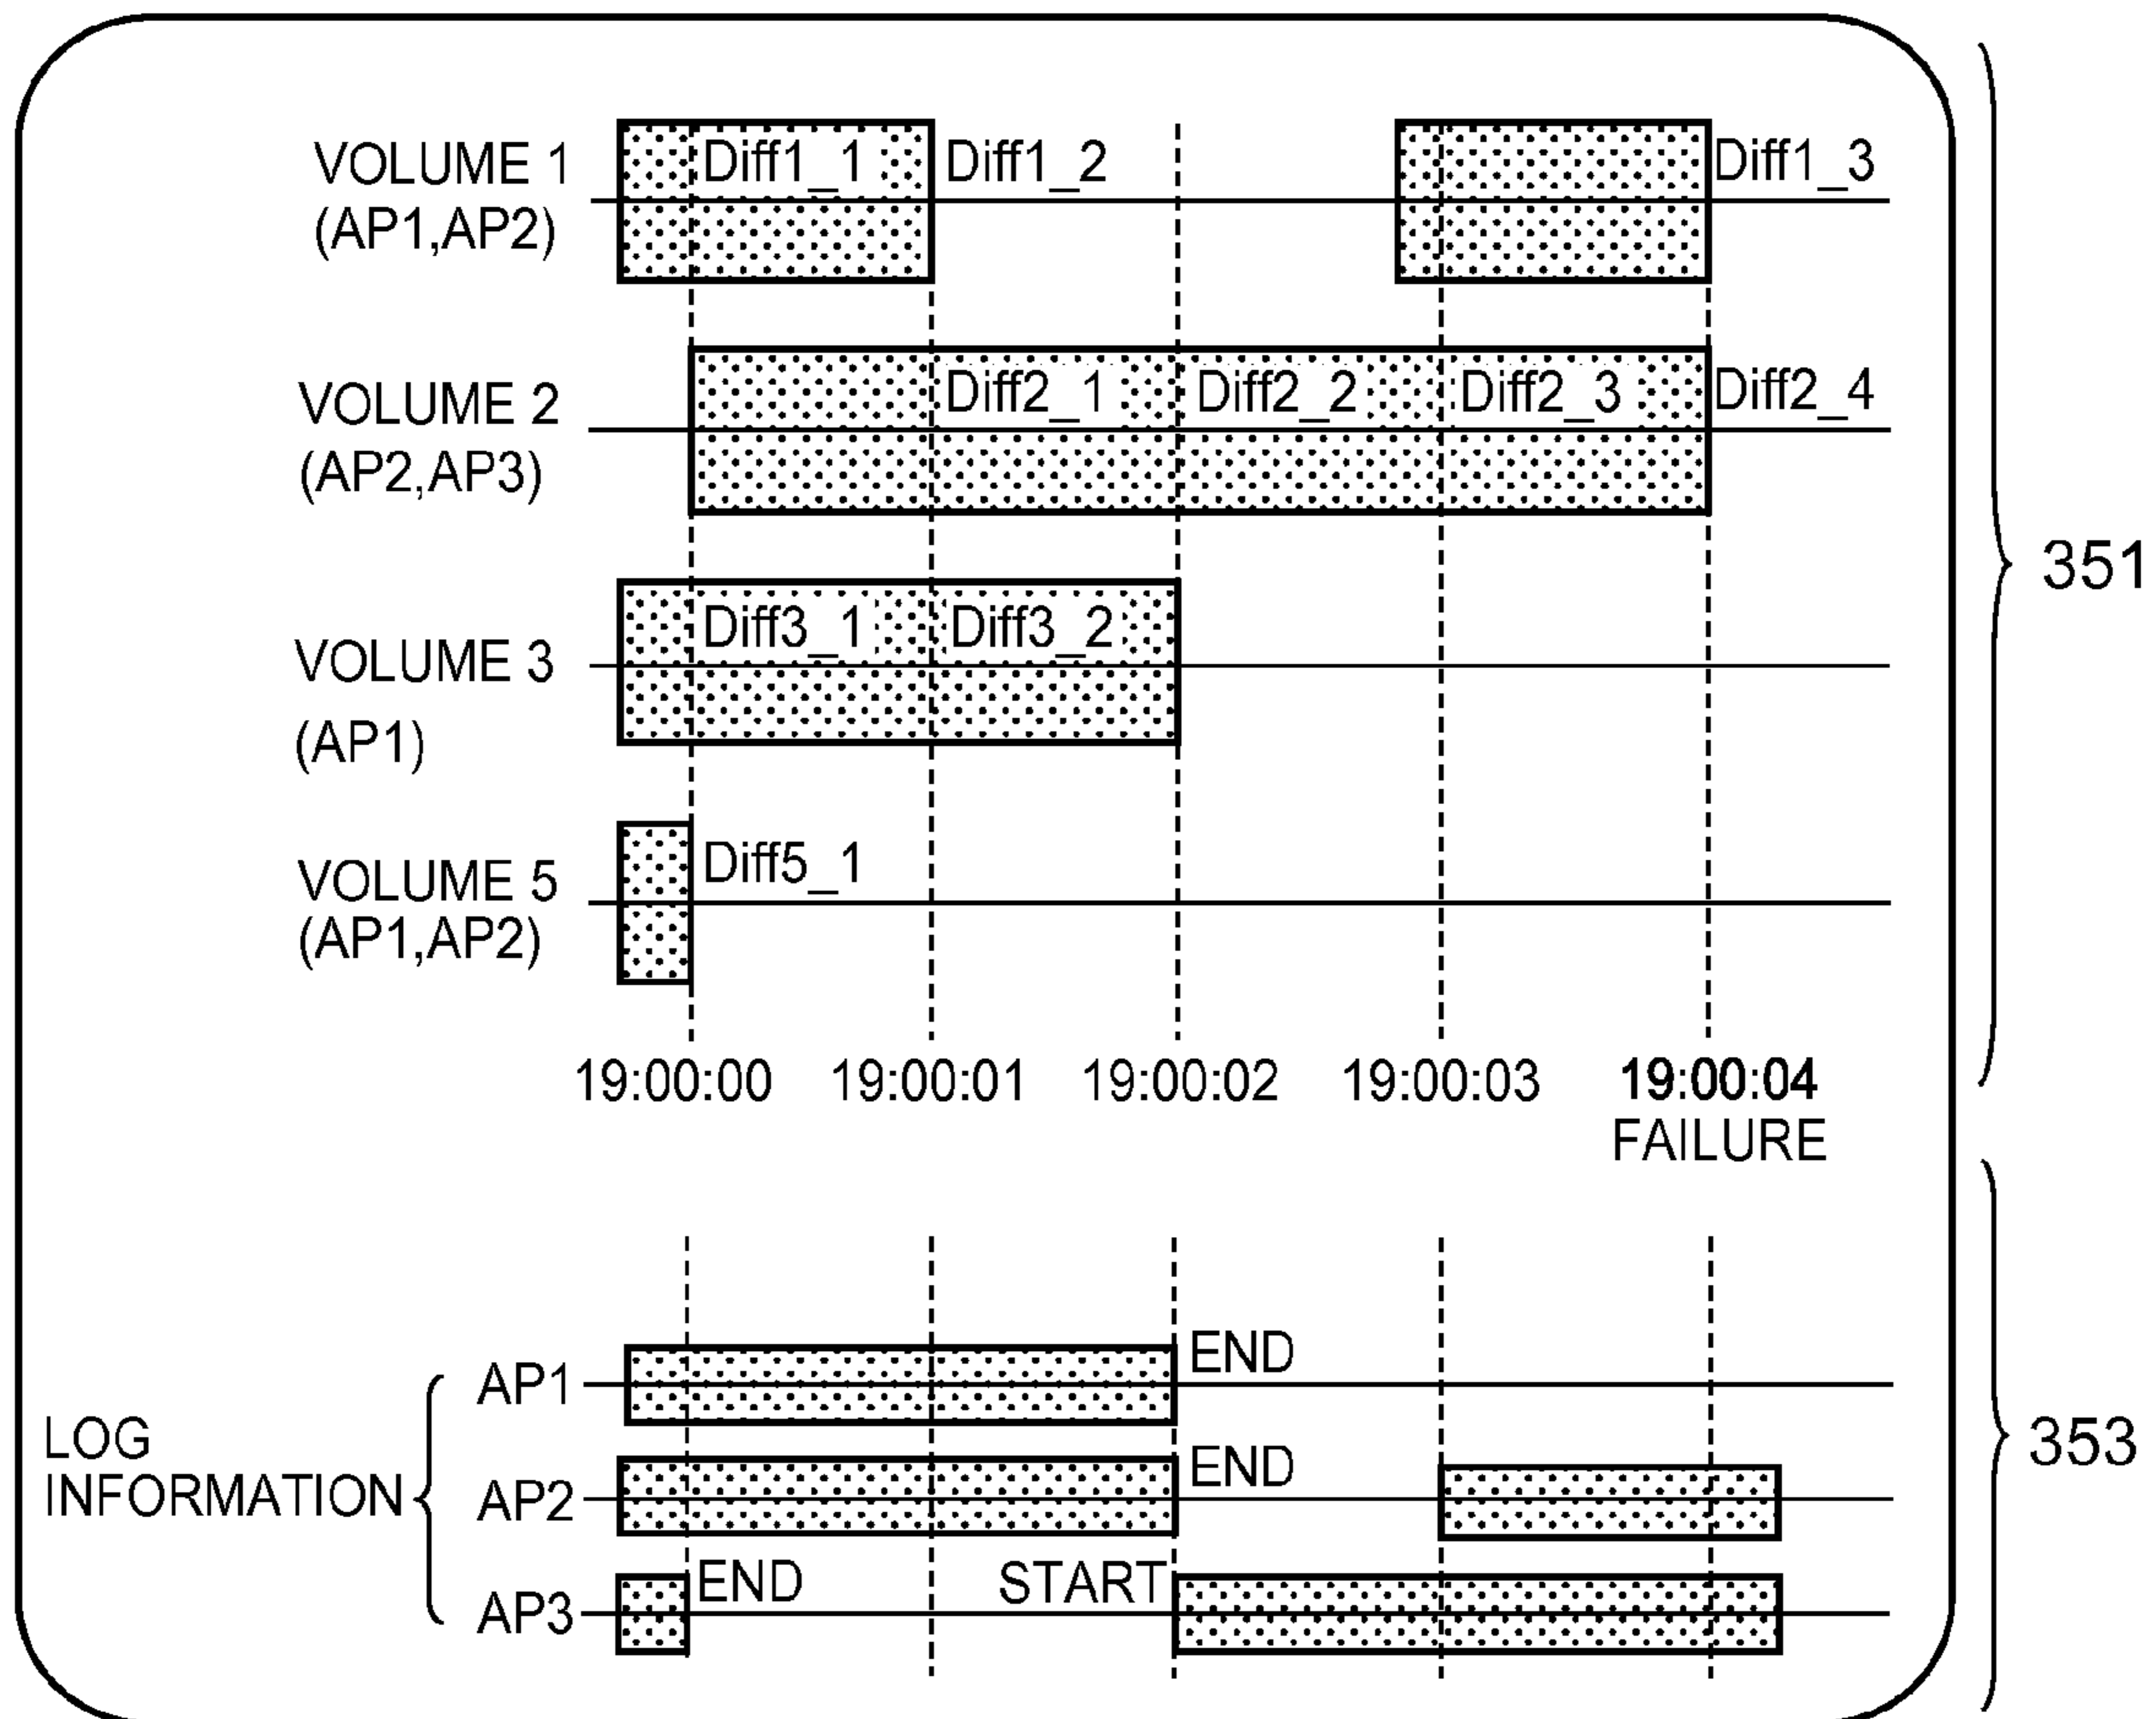 VOLUME 1
(AP1,AP2)
Diff1_1
Diff1_2
Diff1_3
VOLUME 2
(AP2,AP3)
Diff2_1
Diff2_2
Diff2_3
Diff2_4
351
VOLUME 3
(AP1)
Diff3_1
Diff3_2
VOLUME 5
(AP1,AP2)
Diff5_1
19:00:00
19:00:01
19:00:02
19:00:03
19:00:04
FAILURE
LOG
INFORMATION
AP1
END
AP2
END
AP3
END
START
353